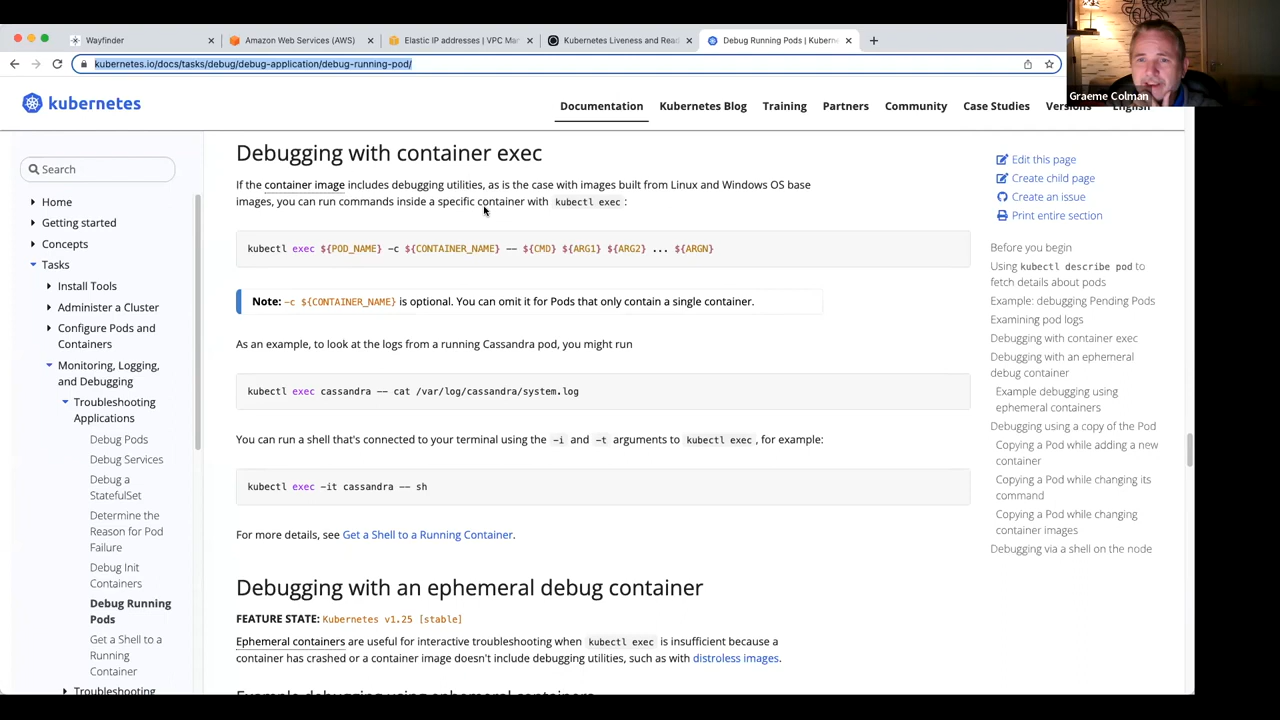 Wayfinder
Amazon Web Services (AWS)
Elastic IP addresses | VPC Mar
Kubernetes Liveness and Read
Debug Running Pods | Kubern
kubernetes.io/docs/tasks/debug/debug-application/debug-running-pod/
Graeme Colman
kubernetes
Documentation
Kubernetes Blog
Training
Partners
Community
Case Studies
Versions
English
Search
Home
Getting started
Concepts
Tasks
Install Tools
Administer a Cluster
Configure Pods and
Containers
Monitoring, Logging,
and Debugging
Troubleshooting
Applications
Debug Pods
Debug Services
Debug a
StatefulSet
Determine the
Reason for Pod
Failure
Debug Init
Containers
Debug Running
Pods
Get a Shell to a
Running
Container
Troubleshooting
Debugging with container exec
If the container image includes debugging utilities, as is the case with images built from Linux and Windows OS base
images, you can run commands inside a specific container with kubectl exec :
kubectl exec ${POD_NAME} -c ${CONTAINER_NAME} -- ${CMD} ${ARG1} ${ARG2} ... ${ARGN}
Note: -c ${CONTAINER_NAME} is optional. You can omit it for Pods that only contain a single container.
As an example, to look at the logs from a running Cassandra pod, you might run
kubectl exec cassandra -- cat /var/log/cassandra/system.log
You can run a shell that's connected to your terminal using the -i and -t arguments to kubectl exec , for example:
kubectl exec -it cassandra -- sh
For more details, see Get a Shell to a Running Container.
Debugging with an ephemeral debug container
FEATURE STATE: Kubernetes v1.25 [stable]
Ephemeral containers are useful for interactive troubleshooting when kubectl exec is insufficient because a
container has crashed or a container image doesn't include debugging utilities, such as with distroless images.
Example debugging using ephemeral containers
Edit this page
Create child page
Create an issue
Print entire section
Before you begin
Using kubectl describe pod to
fetch details about pods
Example: debugging Pending Pods
Examining pod logs
Debugging with container exec
Debugging with an ephemeral
debug container
Example debugging using
ephemeral containers
Debugging using a copy of the Pod
Copying a Pod while adding a new
container
Copying a Pod while changing its
command
Copying a Pod while changing
container images
Debugging via a shell on the node